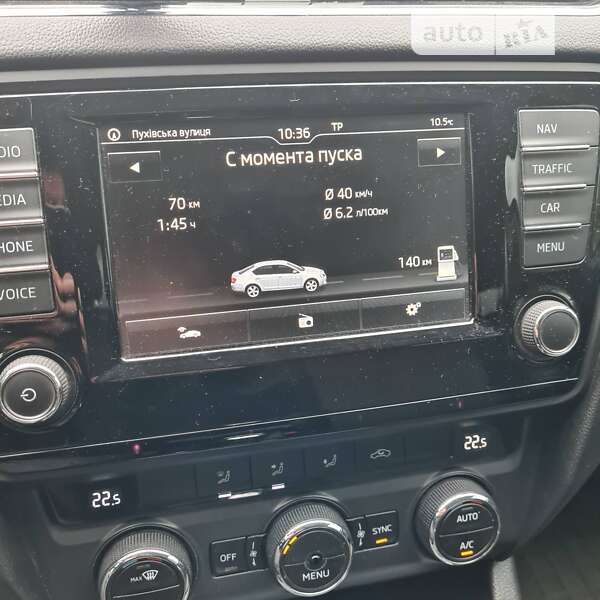 auto RIA
Пухівська вулиця 10:36 TP 10.5°C
С момента пуска
70 км Ø 40 км/ч
1:45 ч Ø 6.2 л/100км
140 км
DIO
EDIA
HONE
VOICE
NAV
TRAFFIC
CAR
MENU
22.5 22.5
MAX OFF MENU SYNC AUTO
A/C